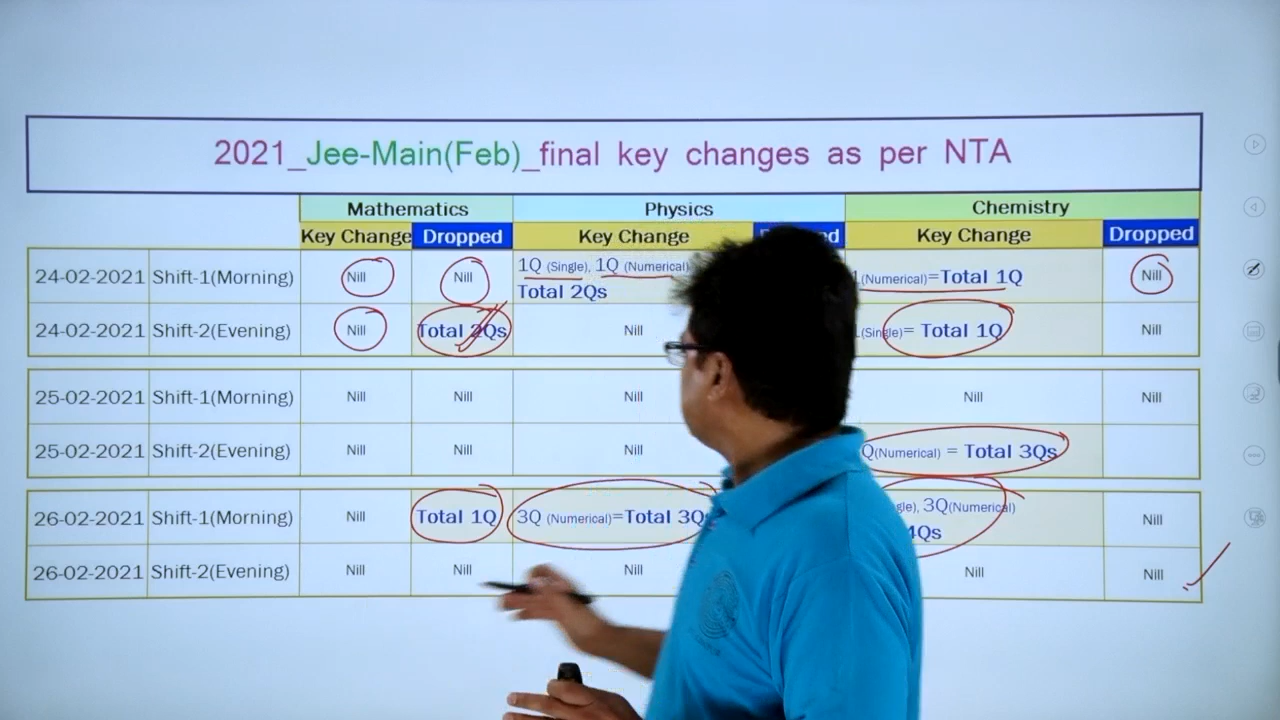 2021_Jee-Main(Feb)_final key changes as per NTA
Mathematics Physics Chemistry
Key Change Dropped Key Change Key Change Dropped
24-02-2021 Shift-1(Morning) Nill Nill 1Q (Single), 1Q (Numerical) (Numerical)=Total 1Q Nill
Total 2Qs
24-02-2021 Shift-2(Evening) Nill Total 2Qs Nill (Single)= Total 1Q Nill
25-02-2021 Shift-1(Morning) Nill Nill Nill Nill Nill
25-02-2021 Shift-2(Evening) Nill Nill Nill Q(Numerical) = Total 3Qs
26-02-2021 Shift-1(Morning) Nill Total 1Q 3Q (Numerical)=Total 3Q 3Q(Numerical) Nill
4Qs
26-02-2021 Shift-2(Evening) Nill Nill Nill Nill Nill